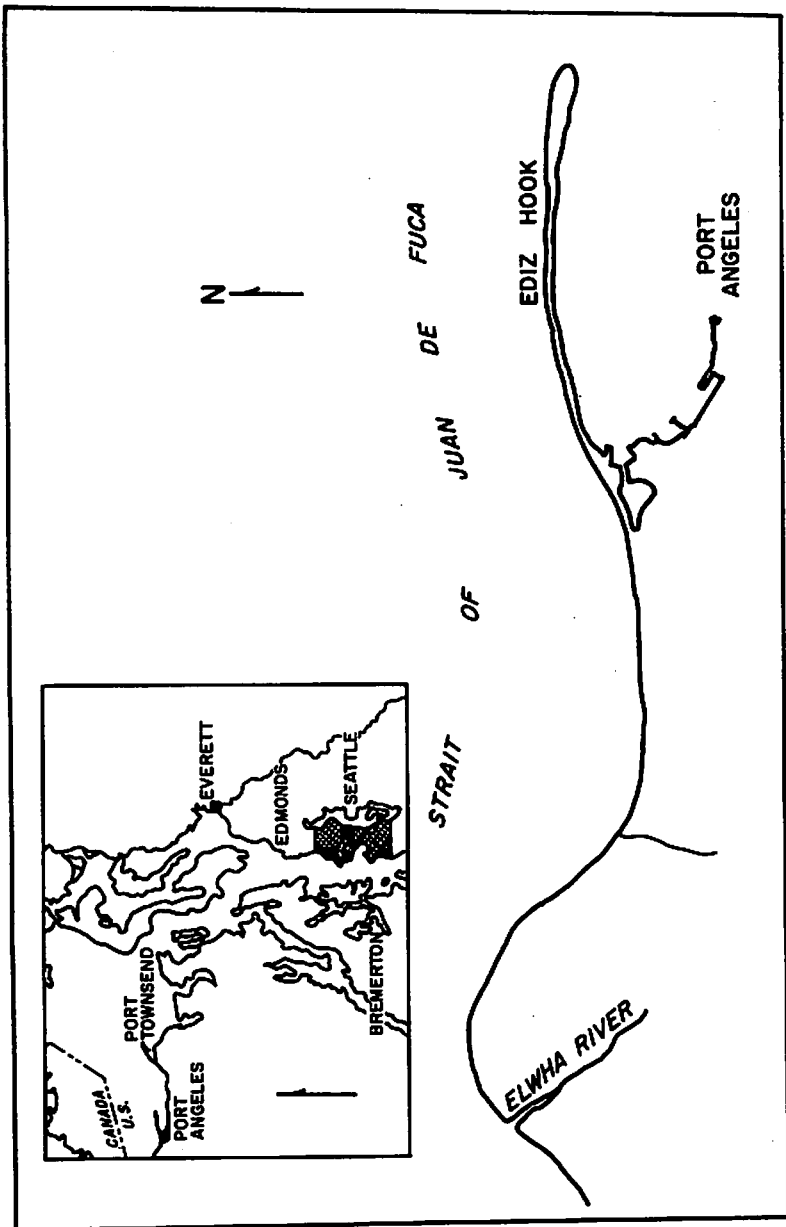 CANADA
U.S.
PORT
ANGELES
PORT
TOWNSEND
EVERETT
EDMONDS
SEATTLE
BREMERTON
N
STRAIT OF JUAN DE FUCA
EDIZ HOOK
PORT
ANGELES
ELWHA RIVER